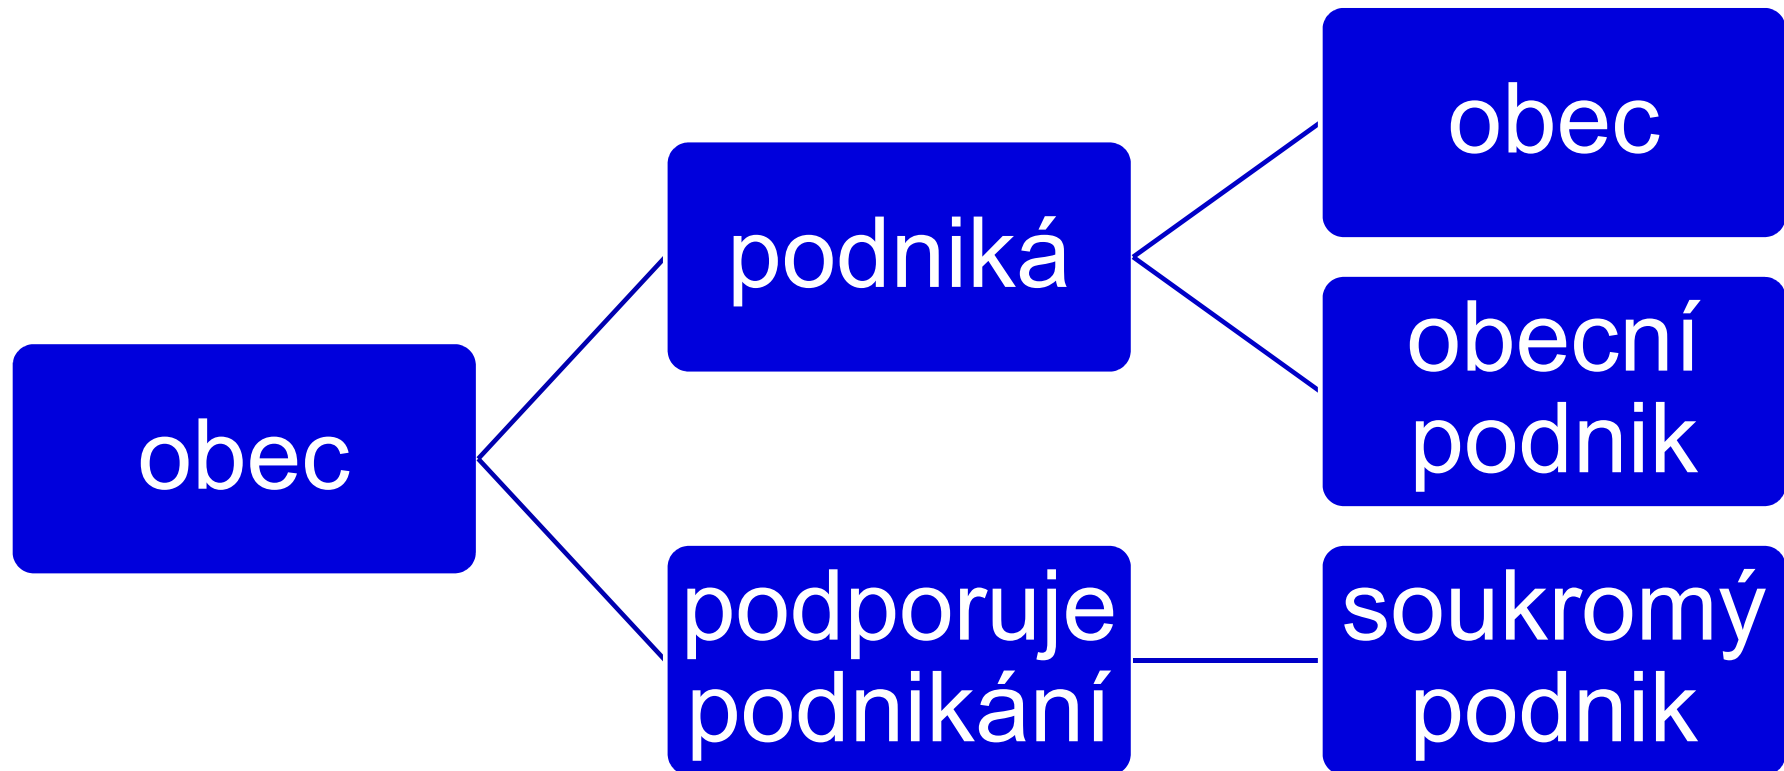 obec
podniká
podporuje
podnikání
obec
obecní
podnik
soukromý
podnik